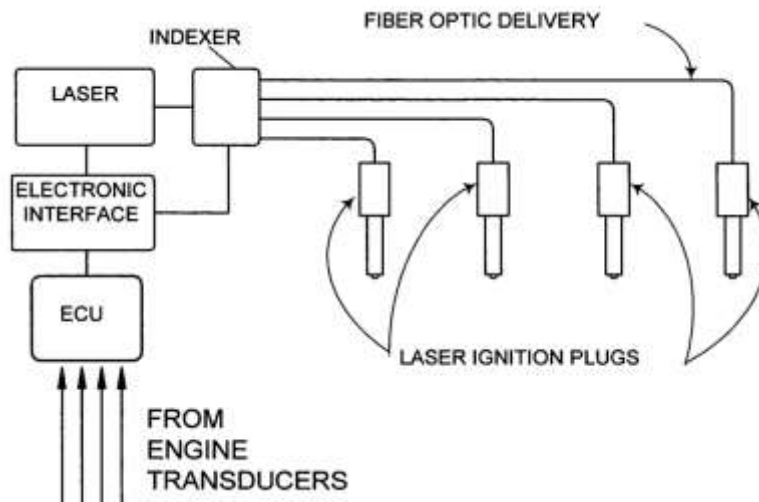 FIBER OPTIC DELIVERY
INDEXER
LASER
ELECTRONIC
INTERFACE
ECU
LASER IGNITION PLUGS
FROM
ENGINE
TRANSDUCERS